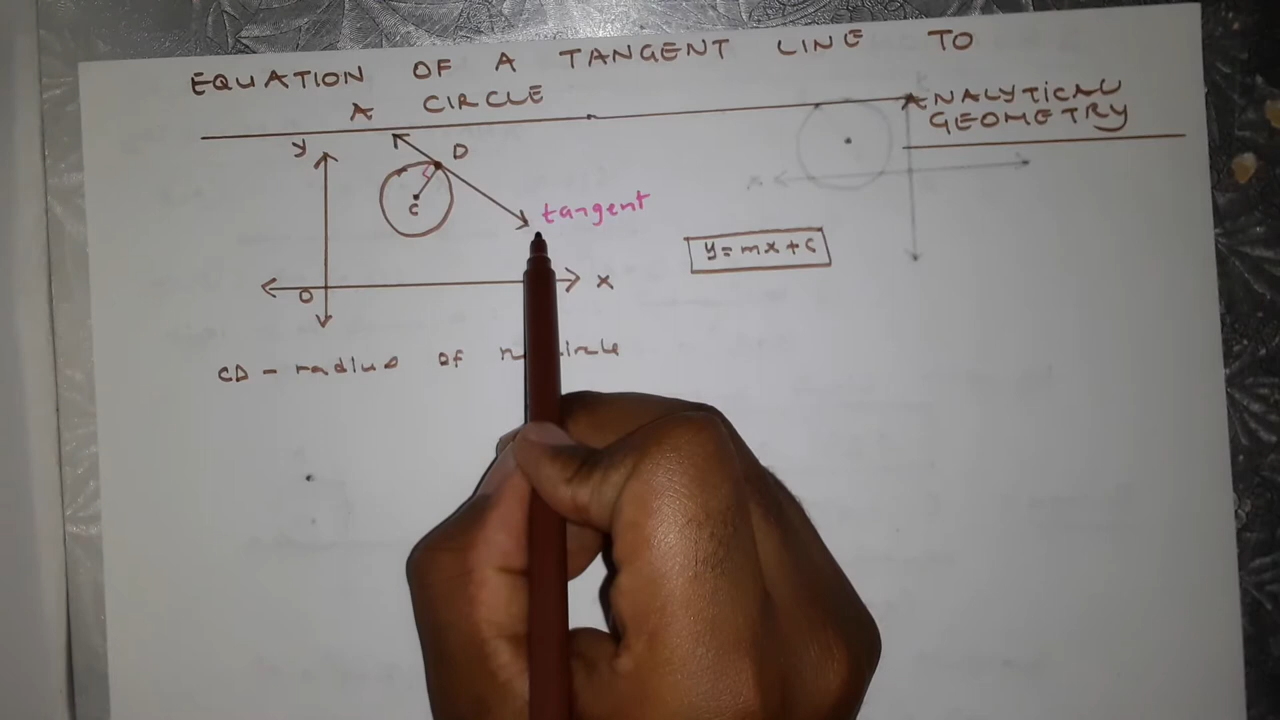 EQUATION OF A TANGENT LINE TO
A CIRCLE
ANALYTICAL
GEOMETRY
y
D
C
tangent
y = mx + c
O
x
CD - radius of